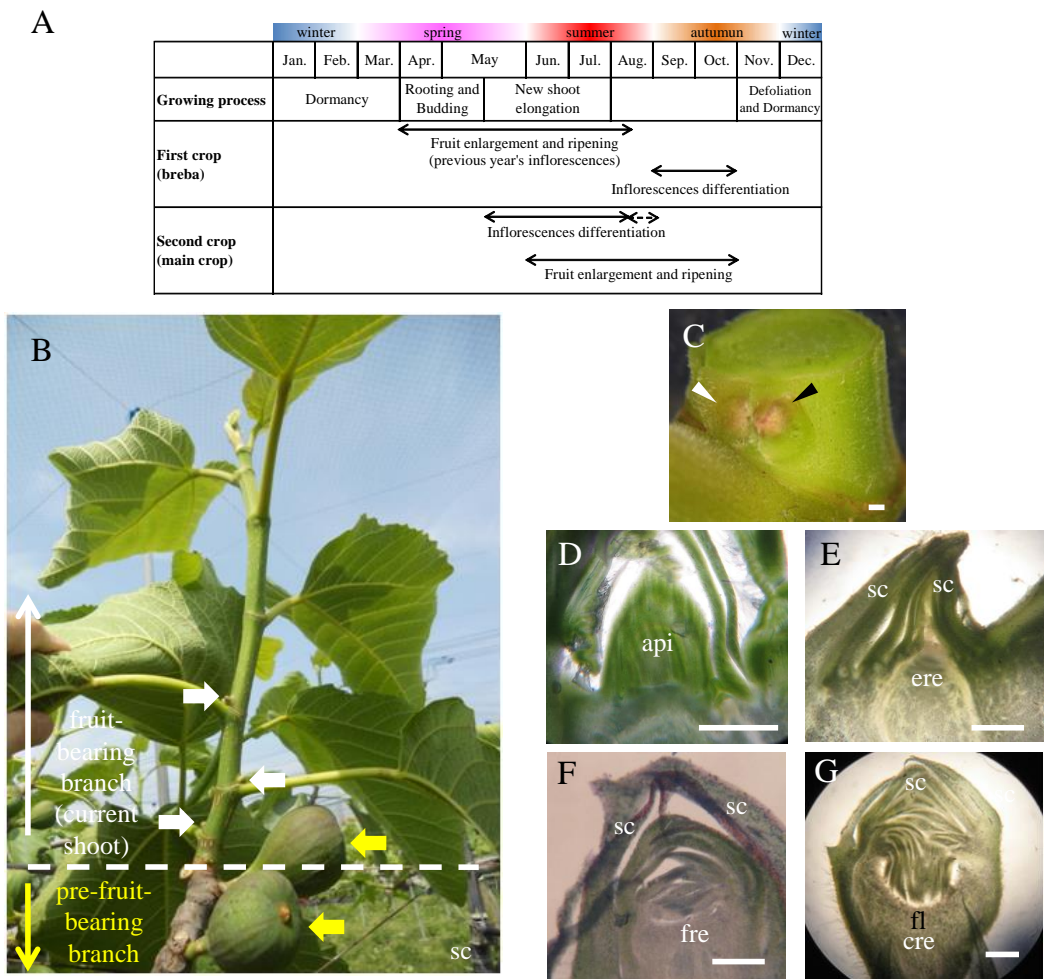 A
winter spring summer autumun winter
Jan. Feb. Mar. Apr. May Jun. Jul. Aug. Sep. Oct. Nov. Dec.
Growing process
Dormancy
Rooting and
Budding
New shoot
elongation
Defoliation
and Dormancy
First crop
(breba)
Fruit enlargement and ripening
(previous year's inflorescences)
Inflorescences differentiation
Second crop
(main crop)
Inflorescences differentiation
Fruit enlargement and ripening
B
fruit-
bearing
branch
(current
shoot)
pre-fruit-
bearing
branch
sc
C
D
api
E
sc sc
ere
F
sc
sc
fre
G
sc
fl
cre